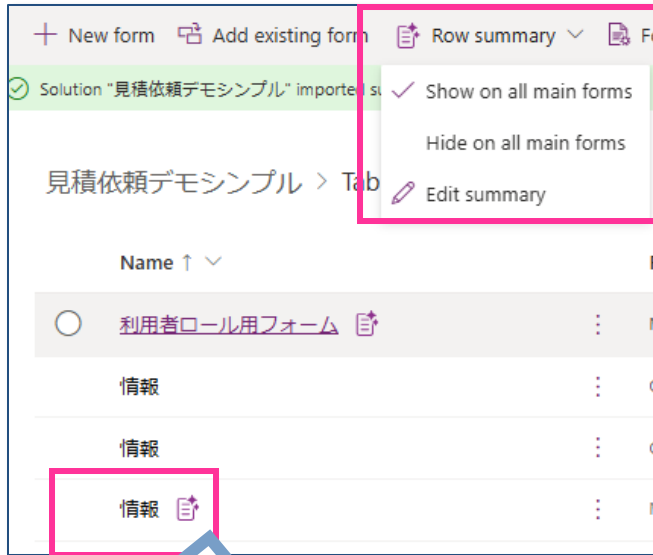 New form Add existing form Row summary
Solution "見積依頼デモシンプル" imported
Show on all main forms
Hide on all main forms
Edit summary
見積依頼デモシンプル >
Name ↑
利用者ロール用フォーム
情報
情報
情報